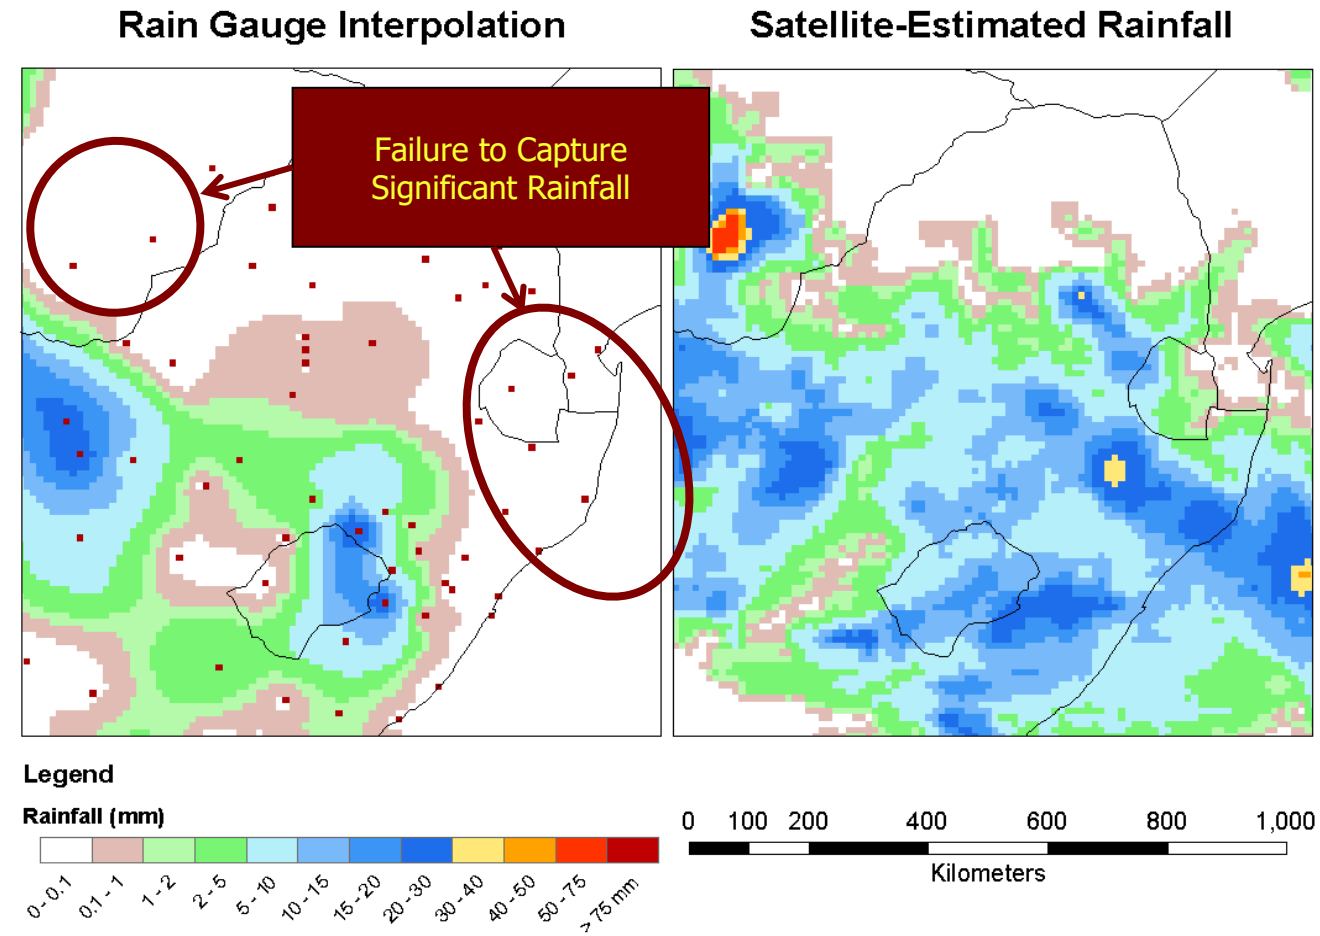 Rain Gauge Interpolation
Satellite-Estimated Rainfall
Failure to Capture
Significant Rainfall
Legend
Rainfall (mm)
0 - 0.1
0.1 - 1
1 - 2
2 - 5
5 - 10
10 - 15
15 - 20
20 - 30
30 - 40
40 - 50
50 - 75
> 75 mm
0 100 200 400 600 800 1,000
Kilometers